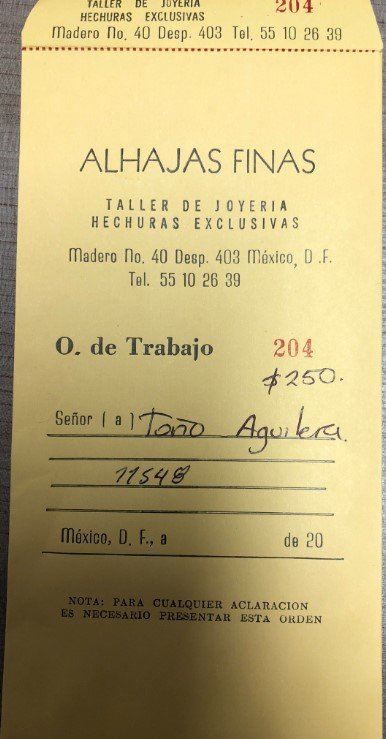 TALLER DE JOYERIA 204
HECHURAS EXCLUSIVAS
Madero No. 40 Desp. 403 Tel. 55 10 26 39
ALHAJAS FINAS
TALLER DE JOYERIA
HECHURAS EXCLUSIVAS
Madero No. 40 Desp. 403 México, D.F.
Tel. 55 10 26 39
O. de Trabajo 204
$250.
Señor (a) Toño Aguilera.
11548
México, D. F., a de 20
NOTA: PARA CUALQUIER ACLARACION
ES NECESARIO PRESENTAR ESTA ORDEN